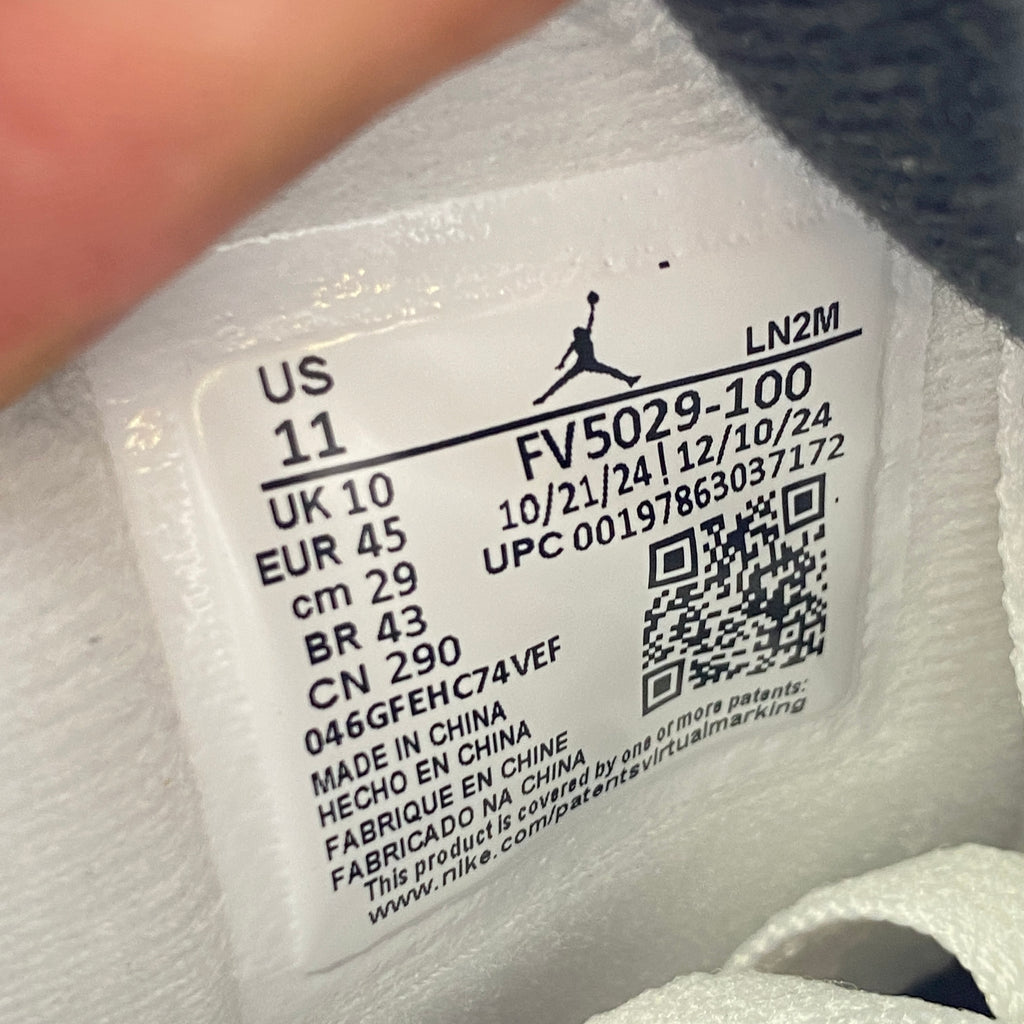 US
11
LN2M
FV5029-100
10/21/24 | 12/10/24
UPC 00197863037172
UK 10
EUR 45
cm 29
BR 43
CN 290
046GFEHC74VEF
MADE IN CHINA
HECHO EN CHINA
FABRIQUE EN CHINE
FABRICADO NA CHINA
This product is covered by one or more patents:
www.nike.com/patentsvirtualmarking